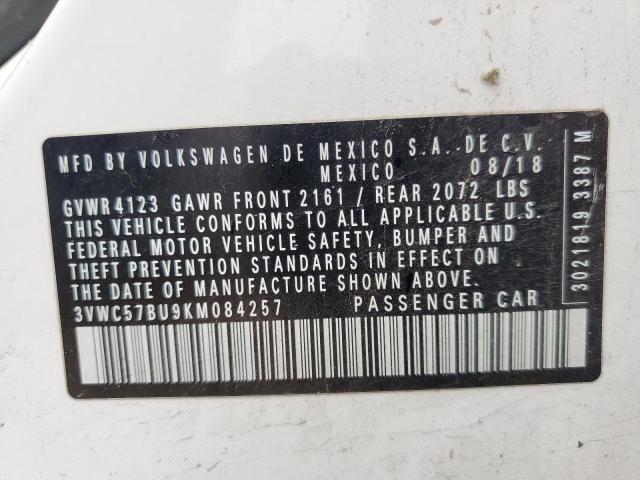 MFD BY VOLKSWAGEN DE MEXICO S.A. DE C.V.
MEXICO 08/18
GVWR 4123 GAWR FRONT 2161 / REAR 2072 LBS
THIS VEHICLE CONFORMS TO ALL APPLICABLE U.S.
FEDERAL MOTOR VEHICLE SAFETY, BUMPER AND
THEFT PREVENTION STANDARDS IN EFFECT ON
THE DATE OF MANUFACTURE SHOWN ABOVE.
3VWC57BU9KM084257 PASSENGER CAR
3021819 3387 M